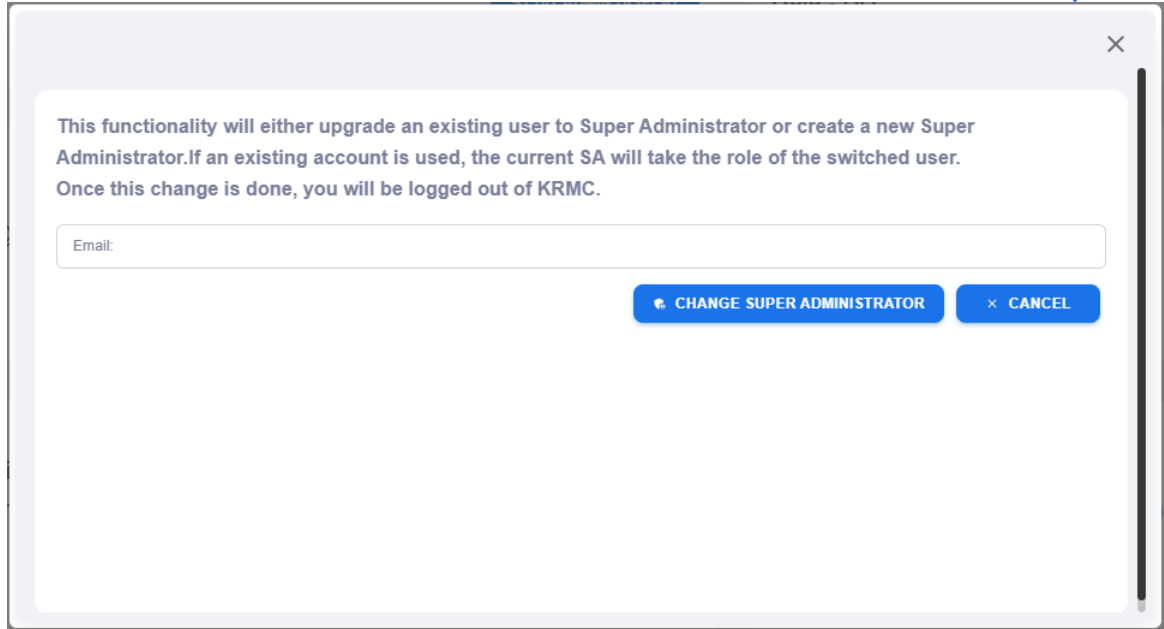 This functionality will either upgrade an existing user to Super Administrator or create a new Super
Administrator.If an existing account is used, the current SA will take the role of the switched user.
Once this change is done, you will be logged out of KRMC.
Email:
CHANGE SUPER ADMINISTRATOR
CANCEL